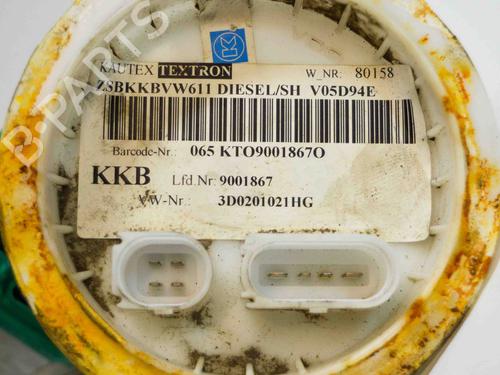 KAUTEX TEXTRON W_NR: 80158
ZSBKKBVW611 DIESEL/SH V05D94E
Barcode-Nr.: 065 KTO9001867O
KKB Lfd.Nr: 9001867
VW-Nr.: 3D0201021HG
B-PARTS